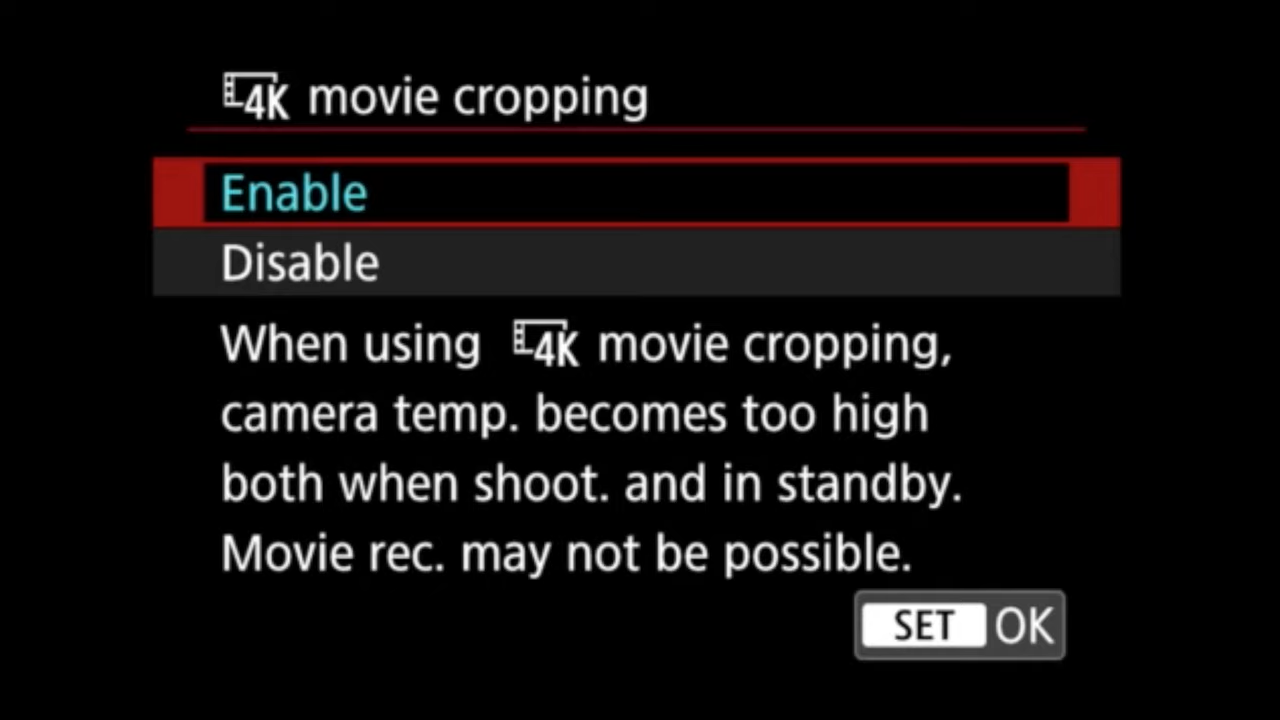 4K movie cropping
Enable
Disable
When using 4K movie cropping,
camera temp. becomes too high
both when shoot. and in standby.
Movie rec. may not be possible.
SET OK